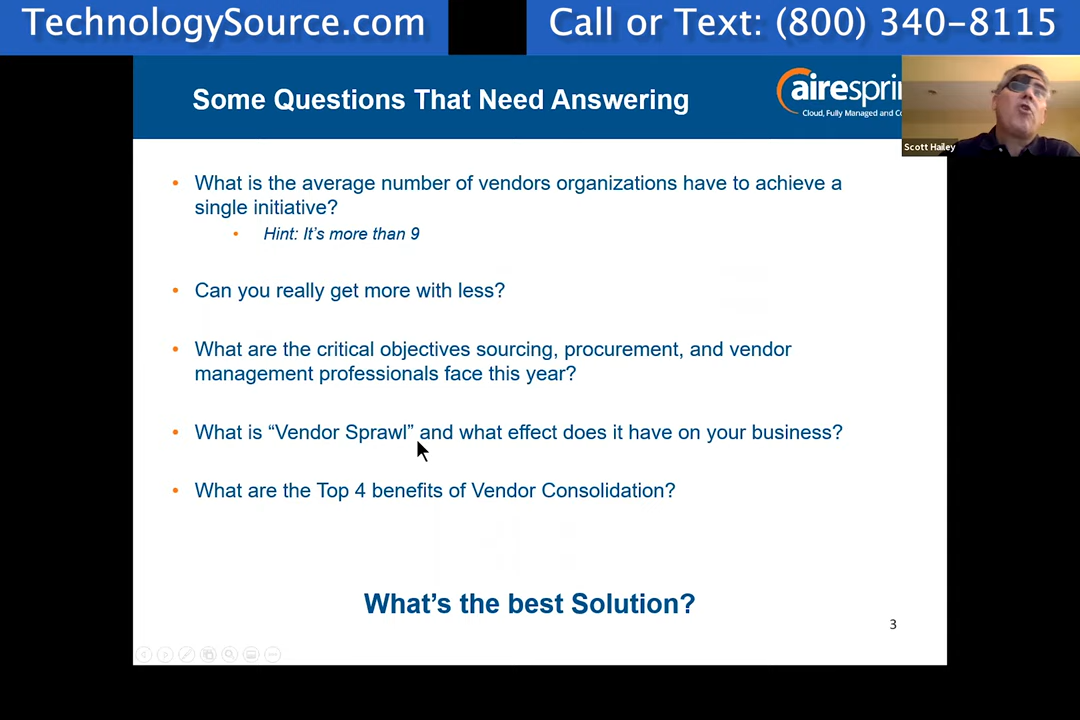 TechnologySource.com
Call or Text: (800) 340-8115
Some Questions That Need Answering
airespri
Cloud, Fully Managed and Co
Scott Hailey
• What is the average number of vendors organizations have to achieve a
single initiative?
• Hint: It's more than 9
• Can you really get more with less?
• What are the critical objectives sourcing, procurement, and vendor
management professionals face this year?
• What is “Vendor Sprawl” and what effect does it have on your business?
• What are the Top 4 benefits of Vendor Consolidation?
What's the best Solution?
3